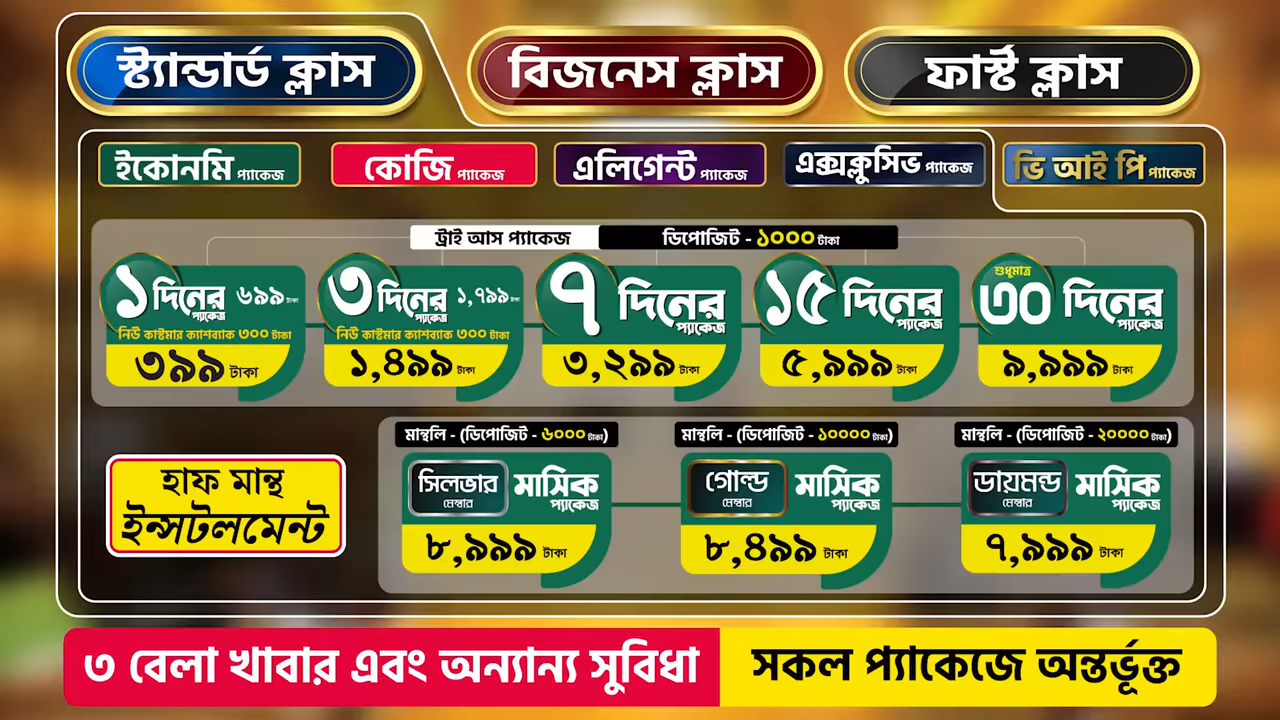 স্ট্যান্ডার্ড ক্লাস
বিজনেস ক্লাস
ফার্স্ট ক্লাস
ইকোনমি প্যাকেজ
কোজি প্যাকেজ
এলিগেন্ট প্যাকেজ
এক্সক্লুসিভ প্যাকেজ
ভি আই পি প্যাকেজ
ট্রাই আস প্যাকেজ
ডিপোজিট - ১০০০ টাকা
১ দিনের প্যাকেজ ৬৯৯ টাকা
নিউ কাস্টমার ক্যাশব্যাক ৩০০ টাকা
৩৯৯ টাকা
৩ দিনের প্যাকেজ ১,৭৯৯ টাকা
নিউ কাস্টমার ক্যাশব্যাক ৩০০ টাকা
১,৪৯৯ টাকা
৭ দিনের প্যাকেজ
৩,২৯৯ টাকা
১৫ দিনের প্যাকেজ
৫,৯৯৯ টাকা
শুধুমাত্র
৩০ দিনের প্যাকেজ
৯,৯৯৯ টাকা
হাফ মান্থ
ইন্সটলমেন্ট
মান্থলি - (ডিপোজিট - ৬০০০ টাকা)
সিলভার মেম্বার
মাসিক প্যাকেজ
৮,৯৯৯ টাকা
মান্থলি - (ডিপোজিট - ১০০০০ টাকা)
গোল্ড মেম্বার
মাসিক প্যাকেজ
৮,৪৯৯ টাকা
মান্থলি - (ডিপোজিট - ২০০০০ টাকা)
ডায়মন্ড মেম্বার
মাসিক প্যাকেজ
৭,৯৯৯ টাকা
৩ বেলা খাবার এবং অন্যান্য সুবিধা
সকল প্যাকেজে অন্তর্ভূক্ত